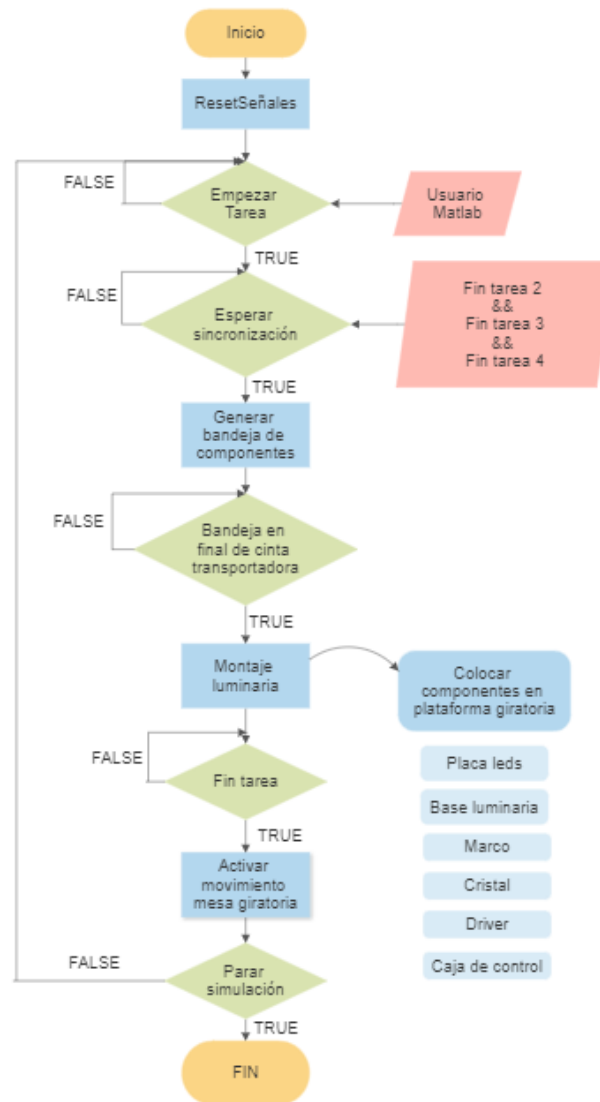 Inicio
ResetSeñales
FALSE
Empezar
Tarea
Usuario
Matlab
TRUE
FALSE
Esperar
sincronización
Fin tarea 2
&&
Fin tarea 3
&&
Fin tarea 4
TRUE
Generar
bandeja de
componentes
FALSE
Bandeja en
final de cinta
transportadora
TRUE
Montaje
luminaria
Colocar
componentes en
plataforma giratoria
FALSE
Fin tarea
Placa leds
Base luminaria
Marco
Cristal
Driver
Caja de control
TRUE
Activar
movimiento
mesa giratoria
FALSE
Parar
simulación
TRUE
FIN